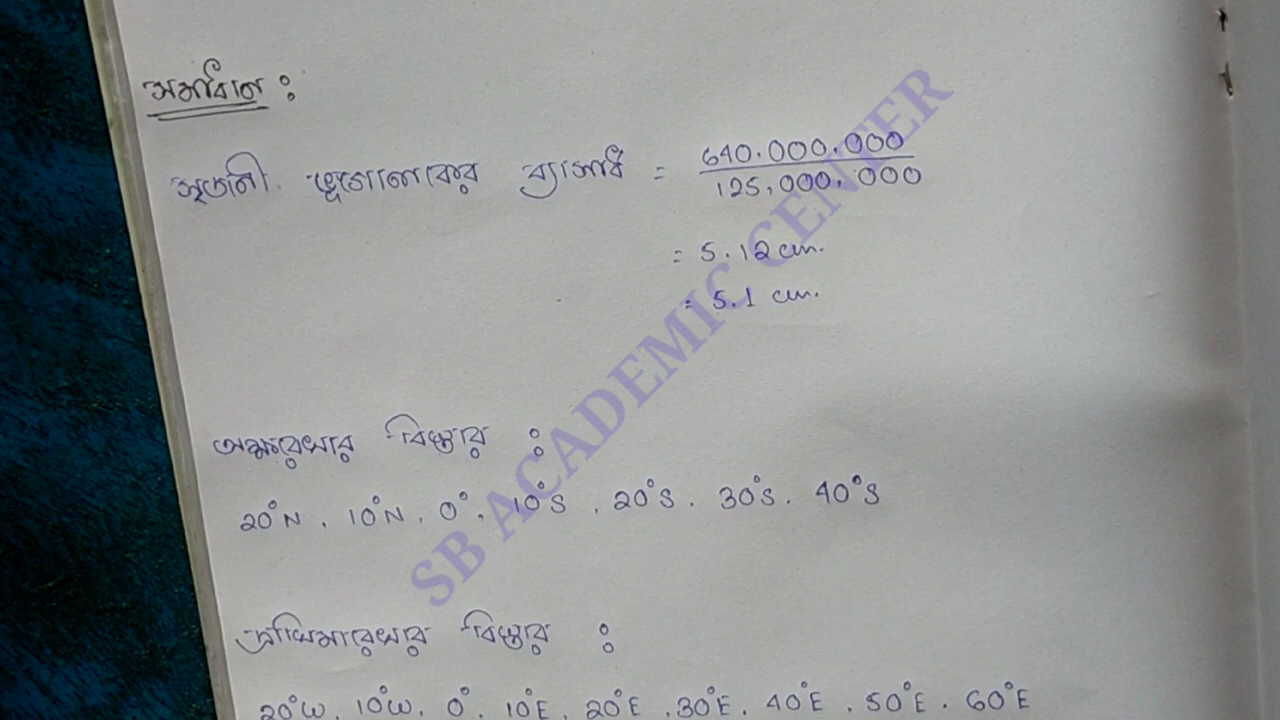 সমাধান :
সৃজনী ভূগোলকের ব্যাসার্ধ = 640,000,000 / 125,000,000
= 5.12 cm.
= 5.1 cm.
অক্ষরেখার বিস্তার :
20°N, 10°N, 0°, 10°S, 20°S, 30°S, 40°S
দ্রাঘিমারেখার বিস্তার :
20°W, 10°W, 0°, 10°E, 20°E, 30°E, 40°E, 50°E, 60°E
SB ACADEMIC CENTER